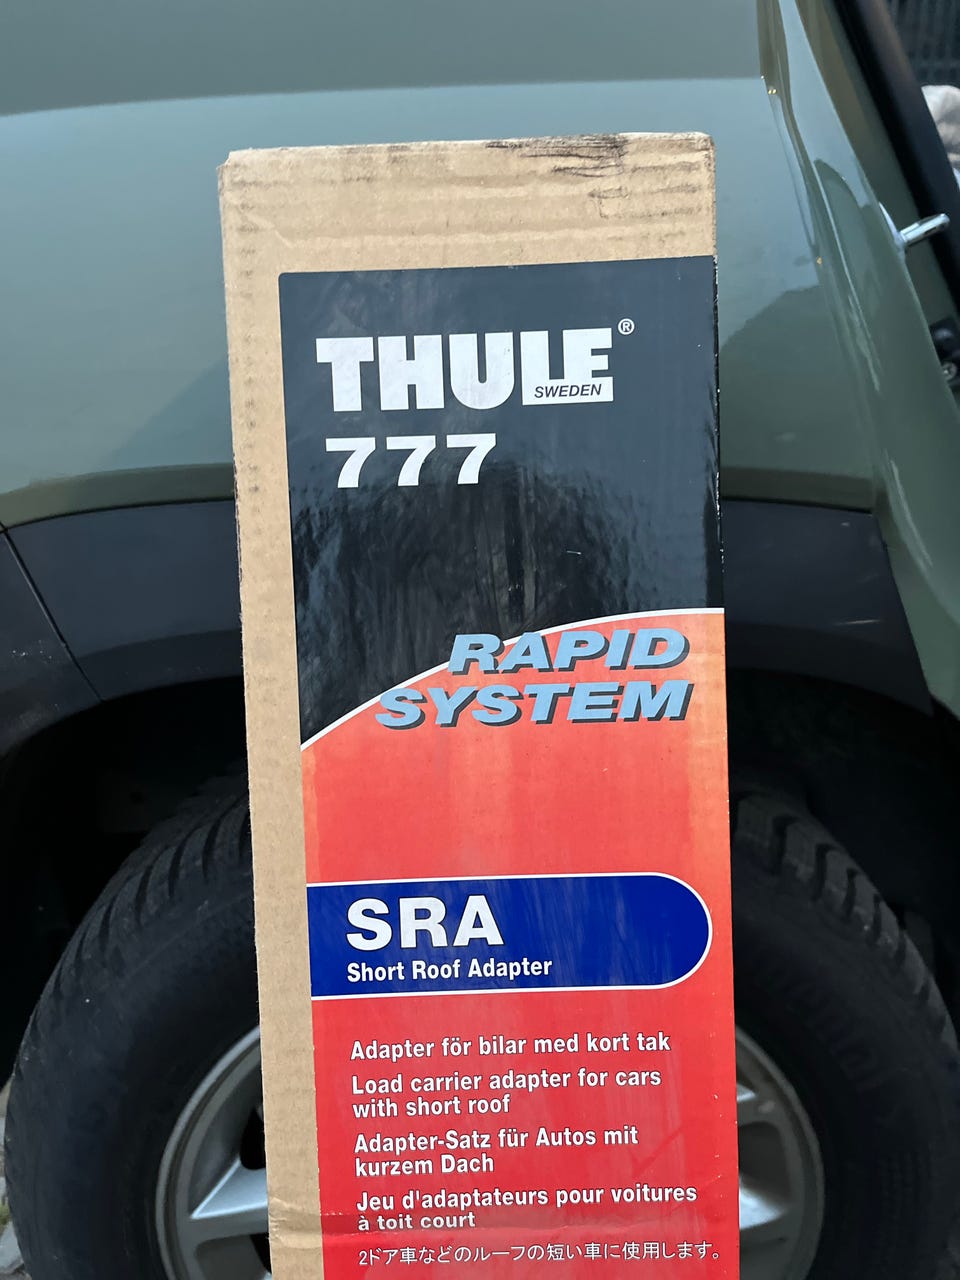 THULE®
SWEDEN
777
RAPID
SYSTEM
SRA
Short Roof Adapter
Adapter för bilar med kort tak
Load carrier adapter for cars
with short roof
Adapter-Satz für Autos mit
kurzem Dach
Jeu d'adaptateurs pour voitures
à toit court
2ドア車などのルーフの短い車に使用します。